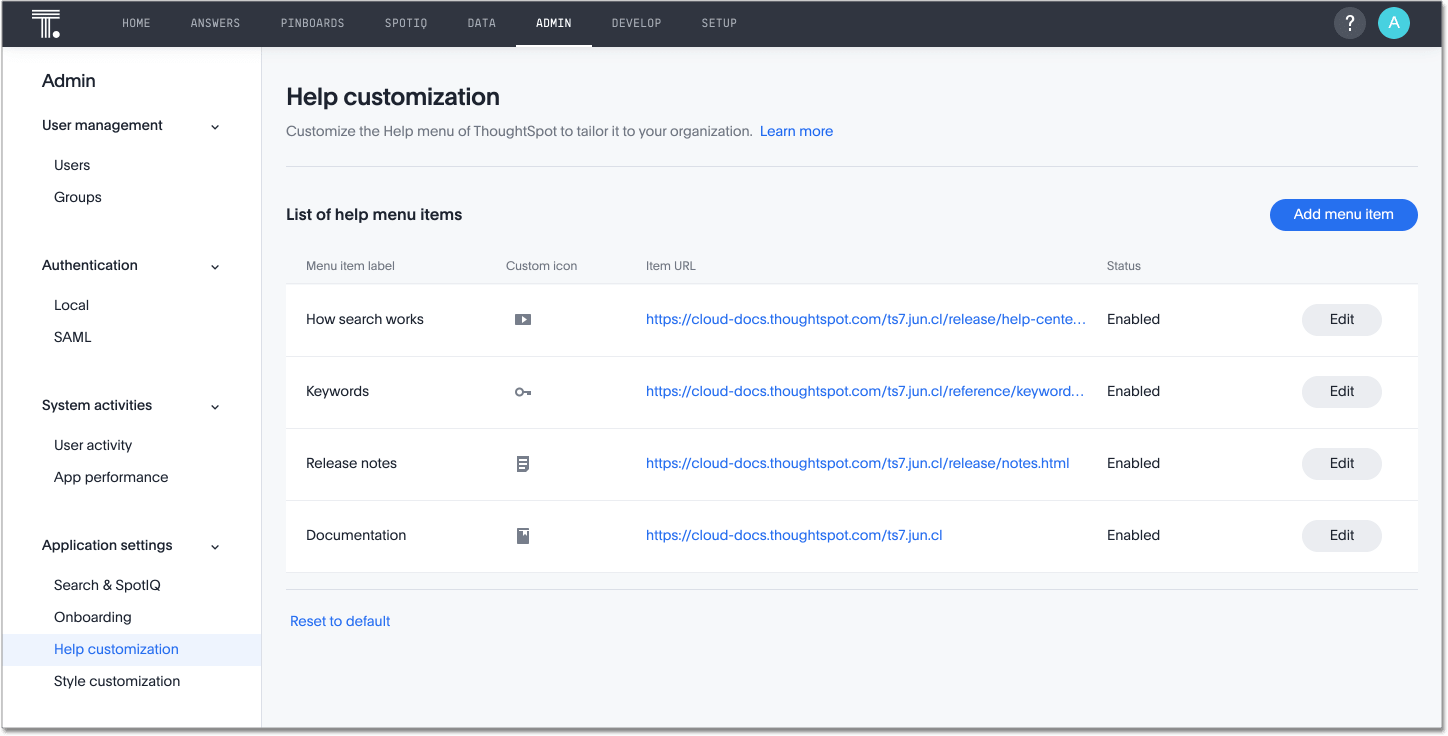 T. HOME ANSWERS PINBOARDS SPOTIQ DATA ADMIN DEVELOP SETUP ? A
Admin
User management
Users
Groups
Authentication
Local
SAML
System activities
User activity
App performance
Application settings
Search & SpotIQ
Onboarding
Help customization
Style customization
Help customization
Customize the Help menu of ThoughtSpot to tailor it to your organization. Learn more
List of help menu items Add menu item
Menu item label Custom icon Item URL Status
How search works https://cloud-docs.thoughtspot.com/ts7.jun.cl/release/help-cente... Enabled Edit
Keywords https://cloud-docs.thoughtspot.com/ts7.jun.cl/reference/keyword... Enabled Edit
Release notes https://cloud-docs.thoughtspot.com/ts7.jun.cl/release/notes.html Enabled Edit
Documentation https://cloud-docs.thoughtspot.com/ts7.jun.cl Enabled Edit
Reset to default